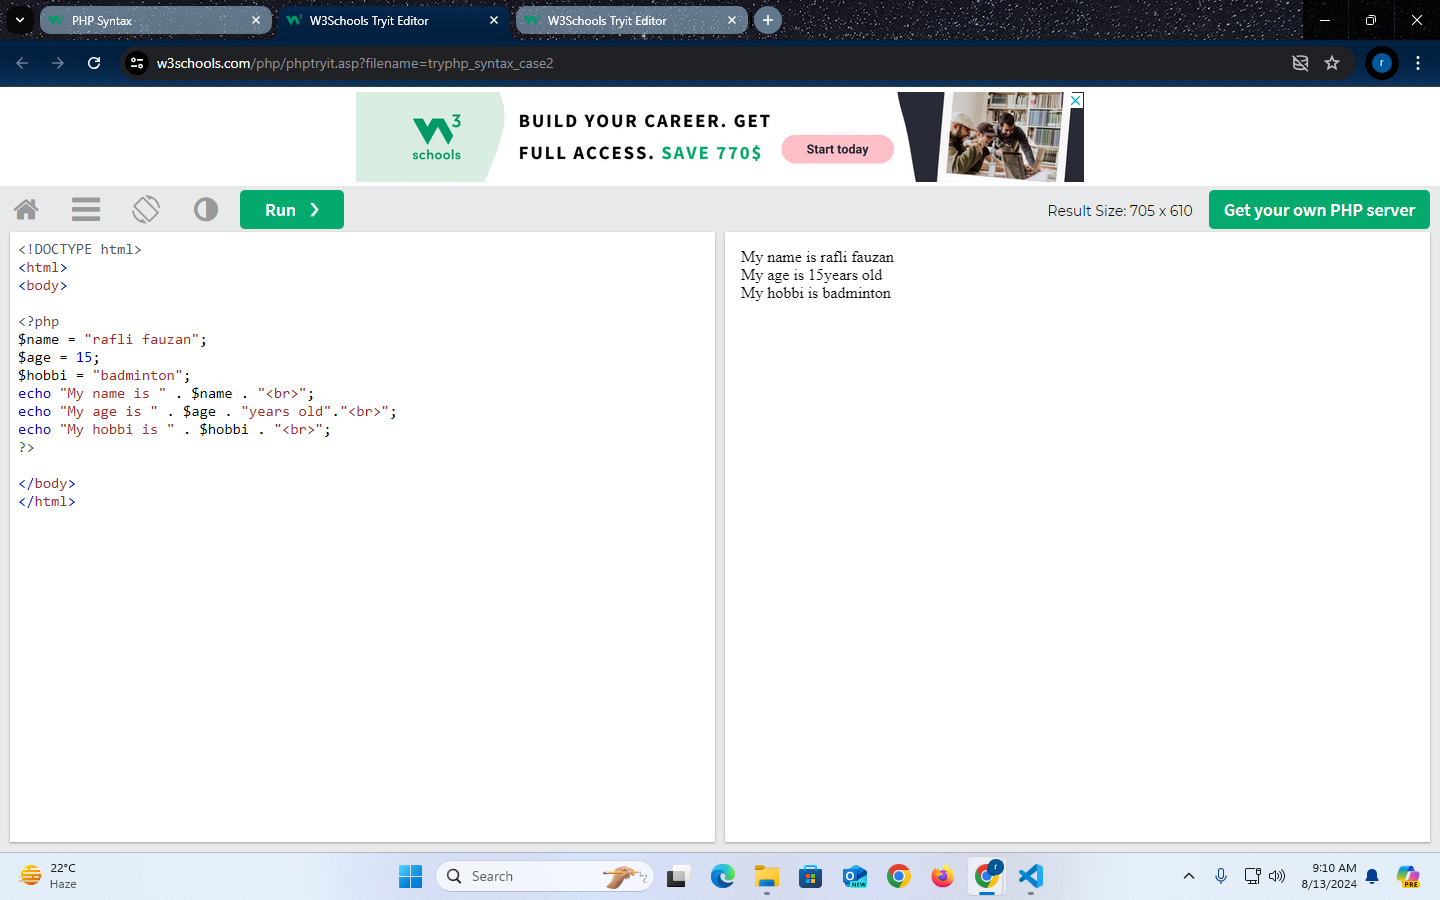 PHP Syntax
W3Schools Tryit Editor
W3Schools Tryit Editor
w3schools.com/php/phptryit.asp?filename=tryphp_syntax_case2
r
3
schools
BUILD YOUR CAREER. GET
FULL ACCESS. SAVE 770$
Start today
Run ❯
Result Size: 705 x 610
Get your own PHP server
<!DOCTYPE html>
<html>
<body>
<?php
$name = "rafli fauzan";
$age = 15;
$hobbi = "badminton";
echo "My name is " . $name . "<br>";
echo "My age is " . $age . "years old"."<br>";
echo "My hobbi is " . $hobbi . "<br>";
?>
</body>
</html>
My name is rafli fauzan
My age is 15years old
My hobbi is badminton
22°C
Haze
Search
NEW
r
9:10 AM
8/13/2024
PRE